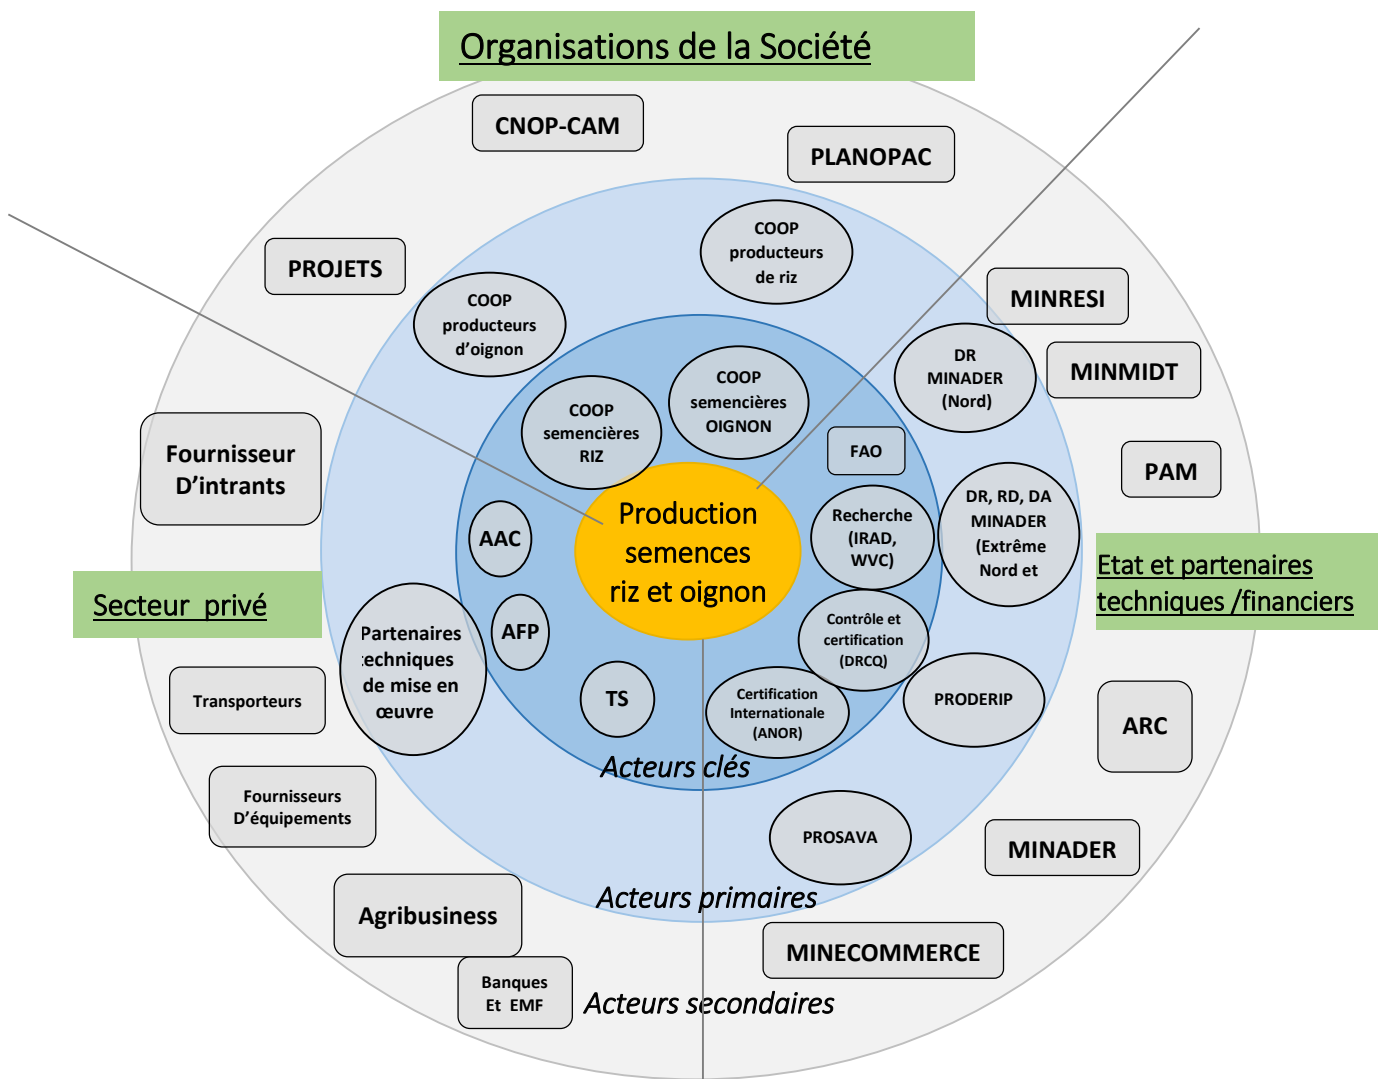 Organisations de la Société
CNOP-CAM
PLANOPAC
PROJETS
COOP
producteurs
de riz
COOP
producteurs
d’oignon
MINRESI
DR
MINADER
(Nord)
MINMIDT
COOP
semencières
OIGNON
COOP
semencières
RIZ
FAO
Fournisseur
D’intrants
PAM
Production
semences
riz et oignon
AAC
Recherche
(IRAD,
WVC)
DR, RD, DA
MINADER
(Extrême
Nord et
Secteur privé
Etat et partenaires
techniques /financiers
AFP
Partenaires
techniques
de mise en
œuvre
Contrôle et
certification
(DRCQ)
TS
Certification
Internationale
(ANOR)
PRODERIP
Transporteurs
ARC
Acteurs clés
Fournisseurs
D’équipements
PROSAVA
MINADER
Acteurs primaires
Agribusiness
MINECOMMERCE
Banques
Et EMF
Acteurs secondaires